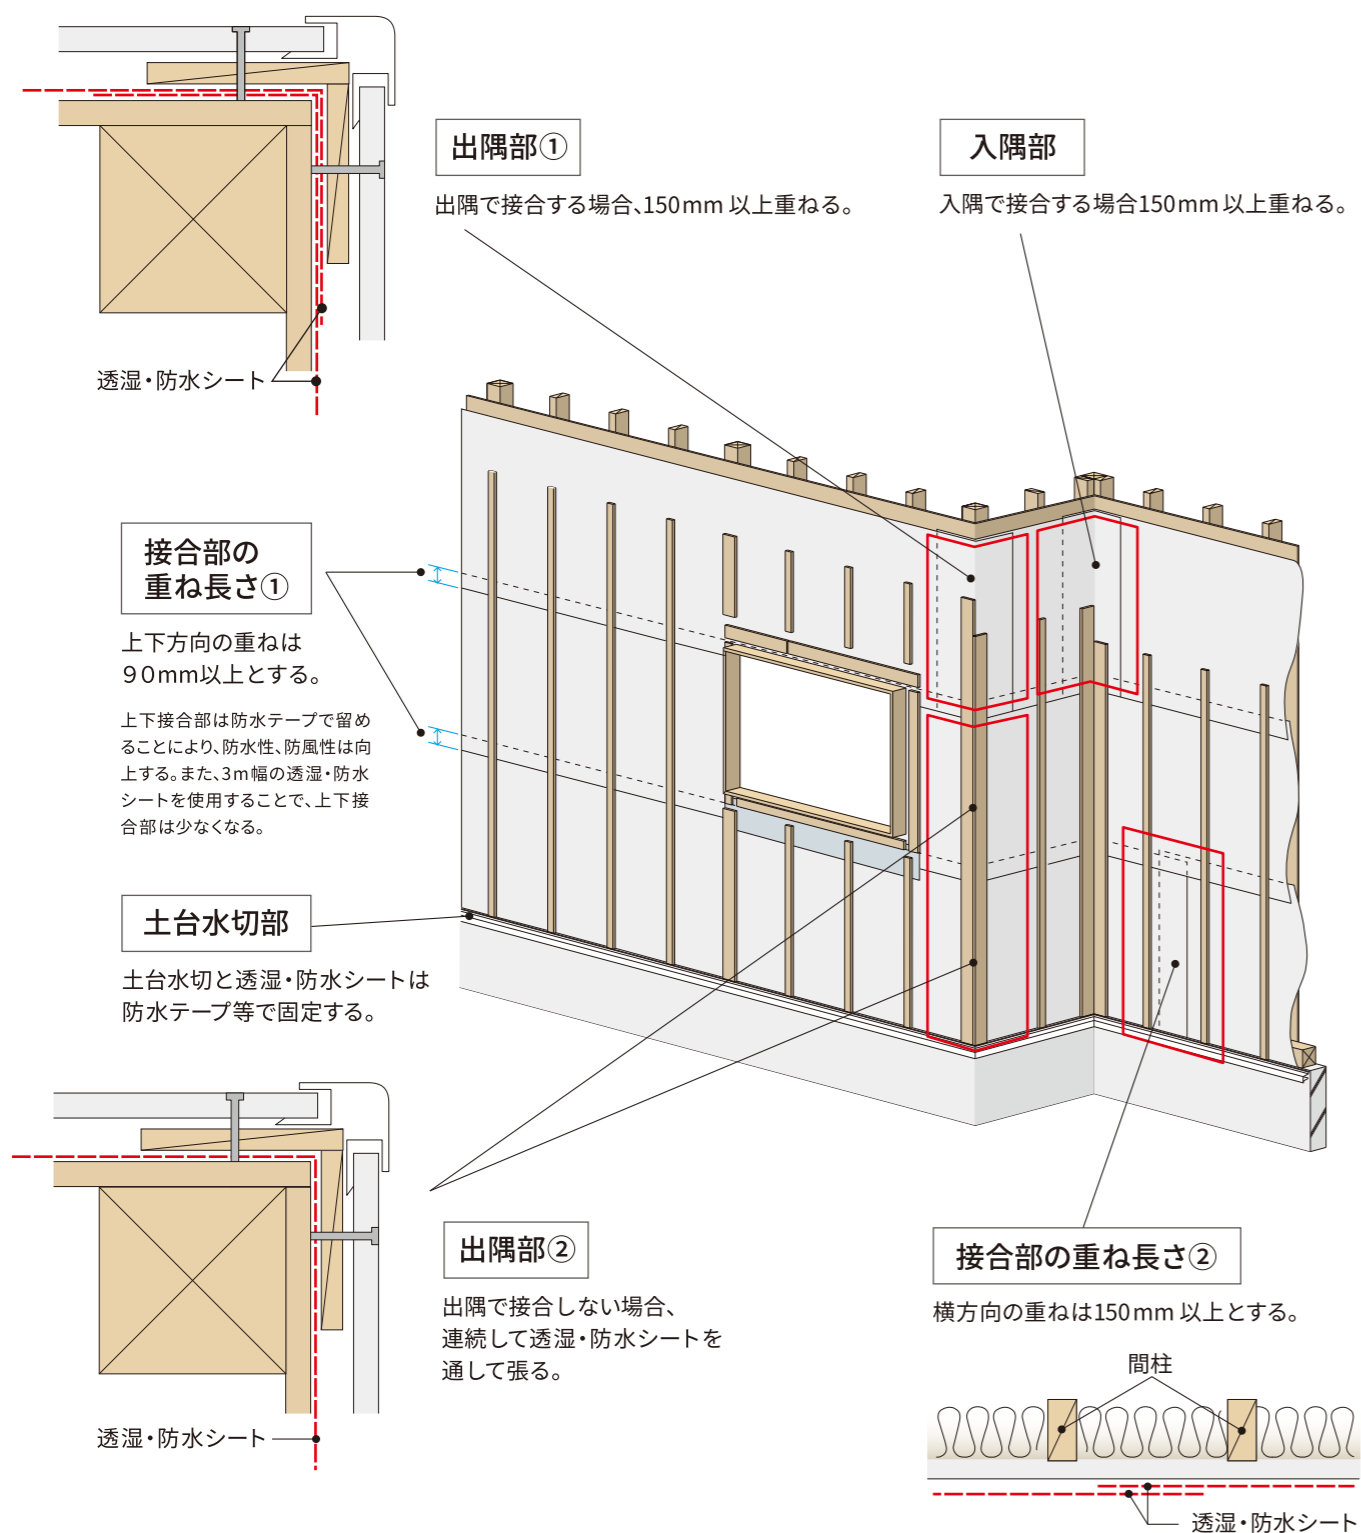 透湿・防水シート
出隅部①
出隅で接合する場合、150mm 以上重ねる。
入隅部
入隅で接合する場合150mm 以上重ねる。
接合部の
重ね長さ①
上下方向の重ねは
90mm以上とする。
上下接合部は防水テープで留め
ることにより、防水性、防風性は向
上する。また、3m幅の透湿・防水
シートを使用することで、上下接
合部は少なくなる。
土台水切部
土台水切と透湿・防水シートは
防水テープ等で固定する。
透湿・防水シート
出隅部②
出隅で接合しない場合、
連続して透湿・防水シートを
通して張る。
接合部の重ね長さ②
横方向の重ねは150mm 以上とする。
間柱
透湿・防水シート